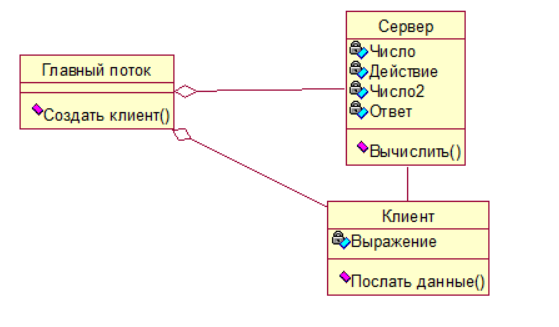 Главный поток
Создать клиент()
Сервер
Число
Действие
Число2
Ответ
Вычислить()
Клиент
Выражение
Послать данные()